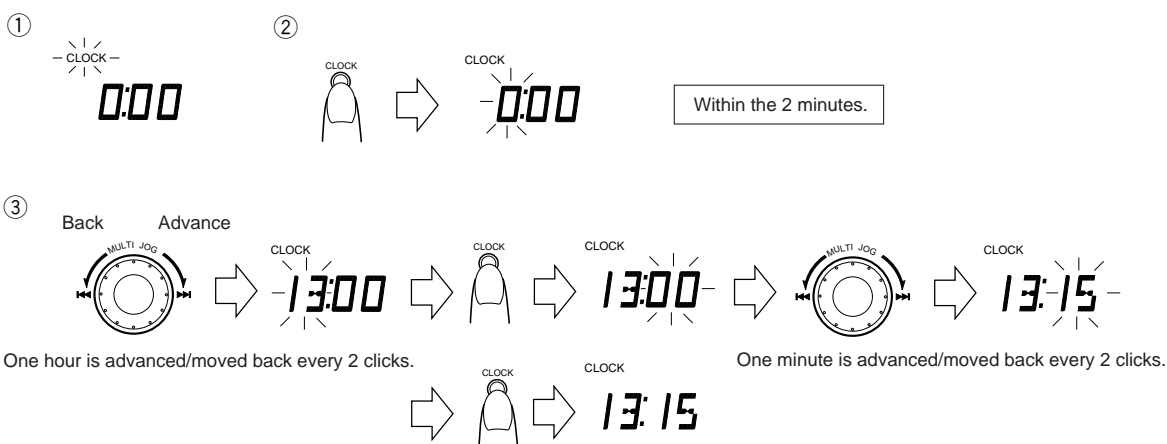 ①
CLOCK
0:00
②
CLOCK
CLOCK
0:00
Within the 2 minutes.
③
Back Advance
MULTI JOG
CLOCK
13:00
CLOCK
CLOCK
13:00
MULTI JOG
CLOCK
13:15
One hour is advanced/moved back every 2 clicks.
One minute is advanced/moved back every 2 clicks.
CLOCK
CLOCK
13:15